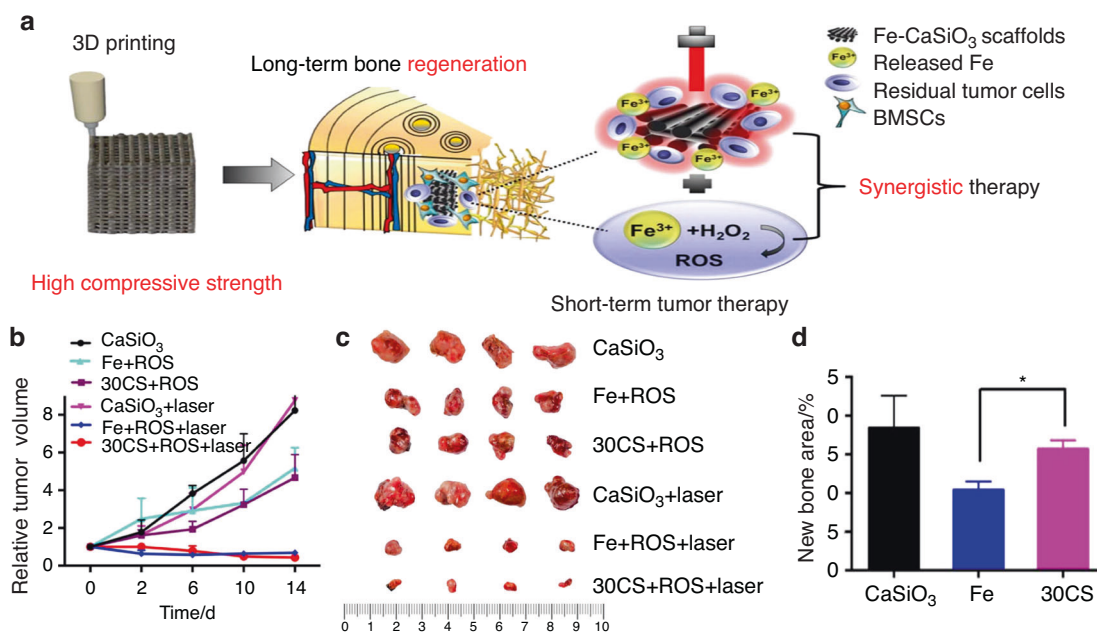 a
3D printing
High compressive strength
Long-term bone regeneration
Fe³⁺
Fe³⁺
Fe³⁺
Fe³⁺
Fe³⁺
Fe³⁺ +H₂O₂
ROS
Short-term tumor therapy
Fe-CaSiO₃ scaffolds
Fe³⁺ Released Fe
Residual tumor cells
BMSCs
Synergistic therapy
b
CaSiO₃
Fe+ROS
30CS+ROS
CaSiO₃+laser
Fe+ROS+laser
30CS+ROS+laser
Relative tumor volume
8
6
4
2
0
0 2 6 10 14
Time/d
c
CaSiO₃
Fe+ROS
30CS+ROS
CaSiO₃+laser
Fe+ROS+laser
30CS+ROS+laser
0 1 2 3 4 5 6 7 8 9 10
d
New bone area/%
5
0
5
0
5
0
*
CaSiO₃ Fe 30CS